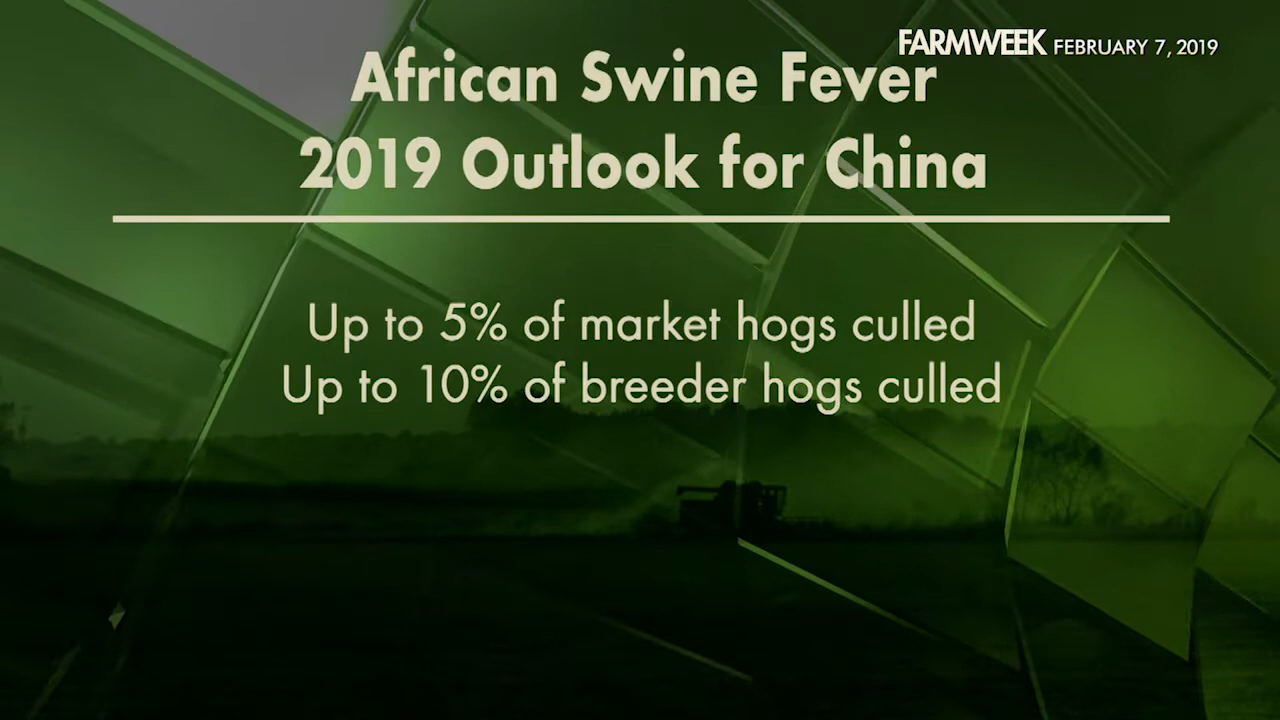 FARMWEEK FEBRUARY 7, 2019
African Swine Fever
2019 Outlook for China
Up to 5% of market hogs culled
Up to 10% of breeder hogs culled